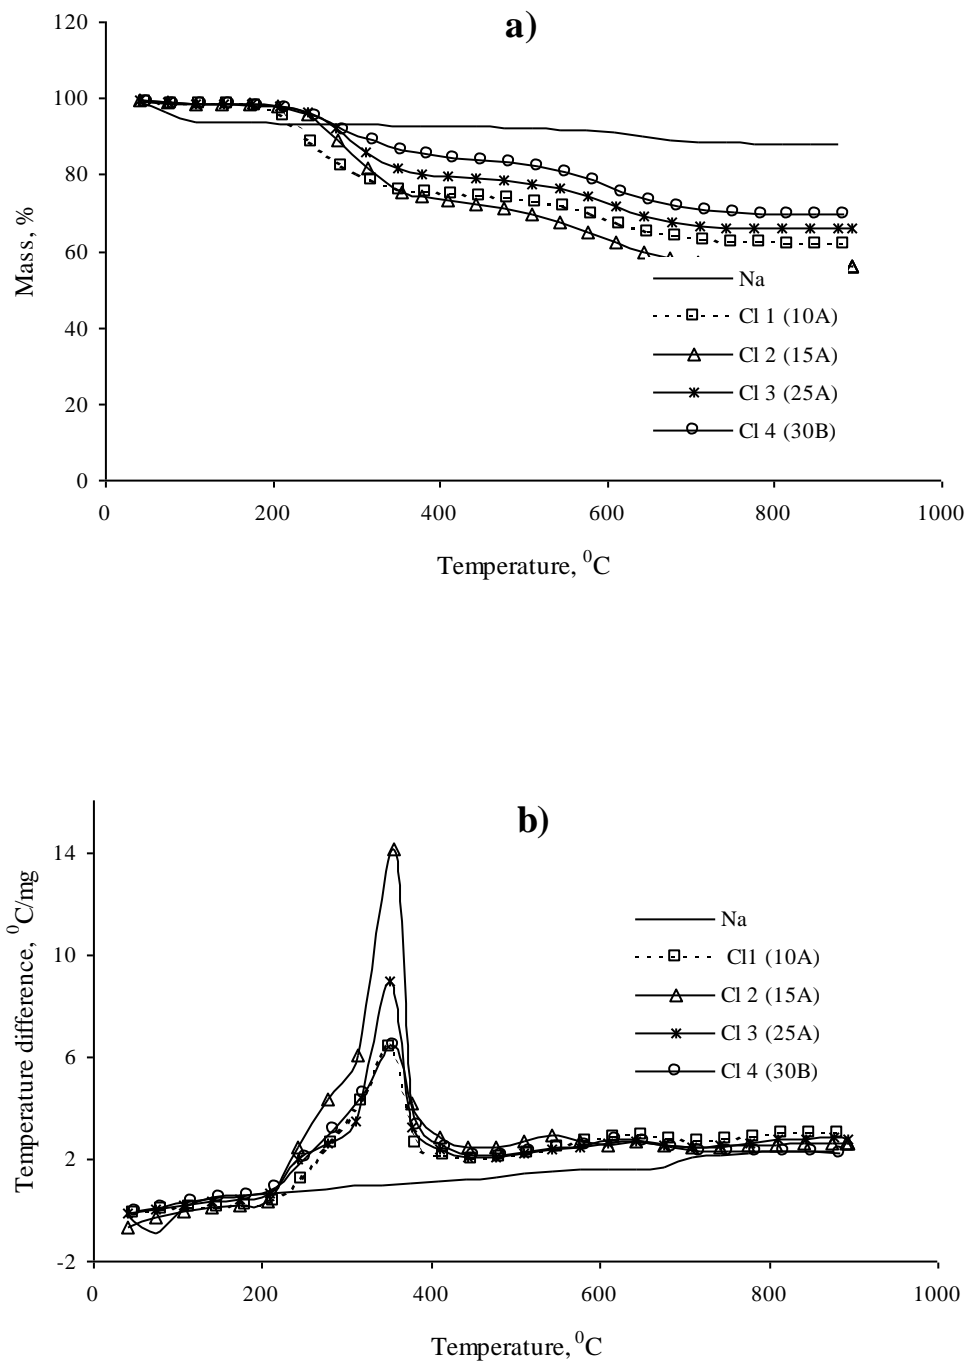 a)
120
100
80
60
40
20
0
Mass, %
Na
Cl 1 (10A)
Cl 2 (15A)
Cl 3 (25A)
Cl 4 (30B)
0 200 400 600 800 1000
Temperature, ⁰C
b)
14
10
6
2
-2
Temperature difference, ⁰C/mg
Na
Cl1 (10A)
Cl 2 (15A)
Cl 3 (25A)
Cl 4 (30B)
0 200 400 600 800 1000
Temperature, ⁰C